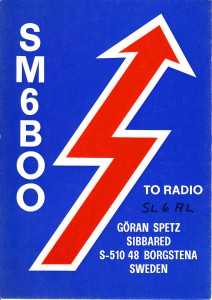 SM6BOO
TO RADIO
SL6AL
GÖRAN SPETZ
SIBBARED
S-510 48 BORGSTENA
SWEDEN